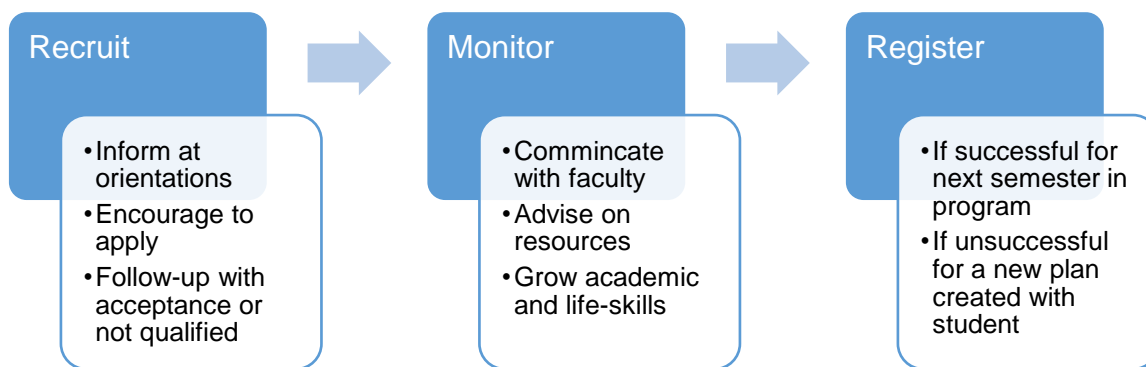 Recruit
•Inform at
orientations
•Encourage to
apply
•Follow-up with
acceptance or
not qualified
Monitor
•Commincate
with faculty
•Advise on
resources
•Grow academic
and life-skills
Register
•If successful for
next semester in
program
•If unsuccessful
for a new plan
created with
student